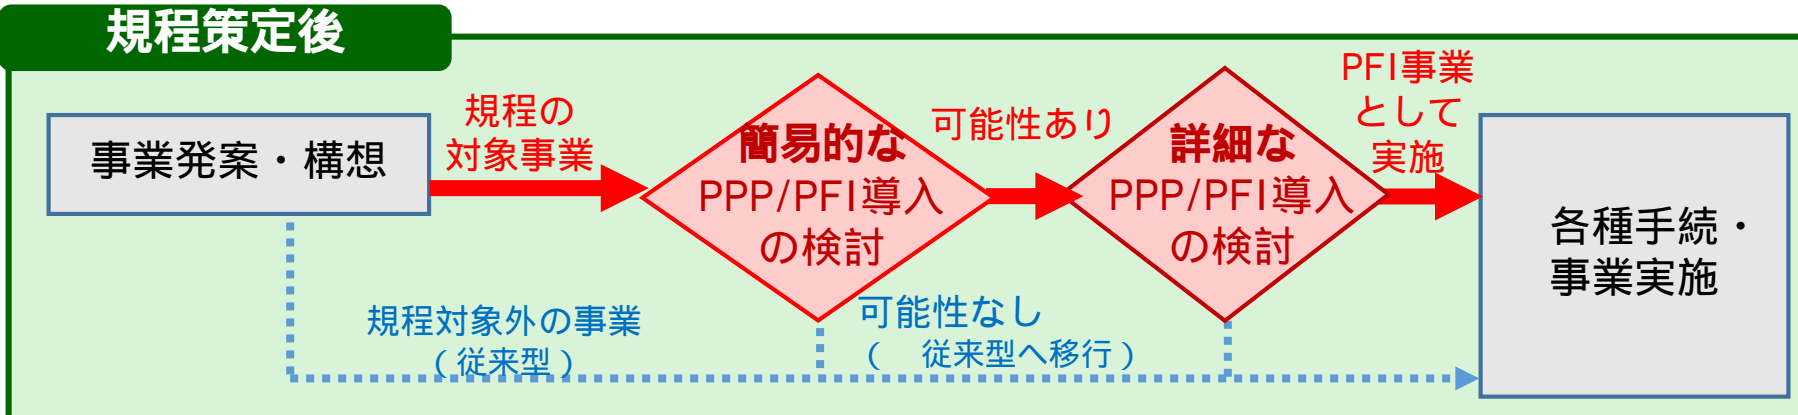 規程策定後
事業発案・構想
規程の
対象事業
簡易的な
PPP/PFI導入
の検討
可能性あり
詳細な
PPP/PFI導入
の検討
PFI事業
として
実施
各種手続・
事業実施
規程対象外の事業
（従来型）
可能性なし
（　従来型へ移行）